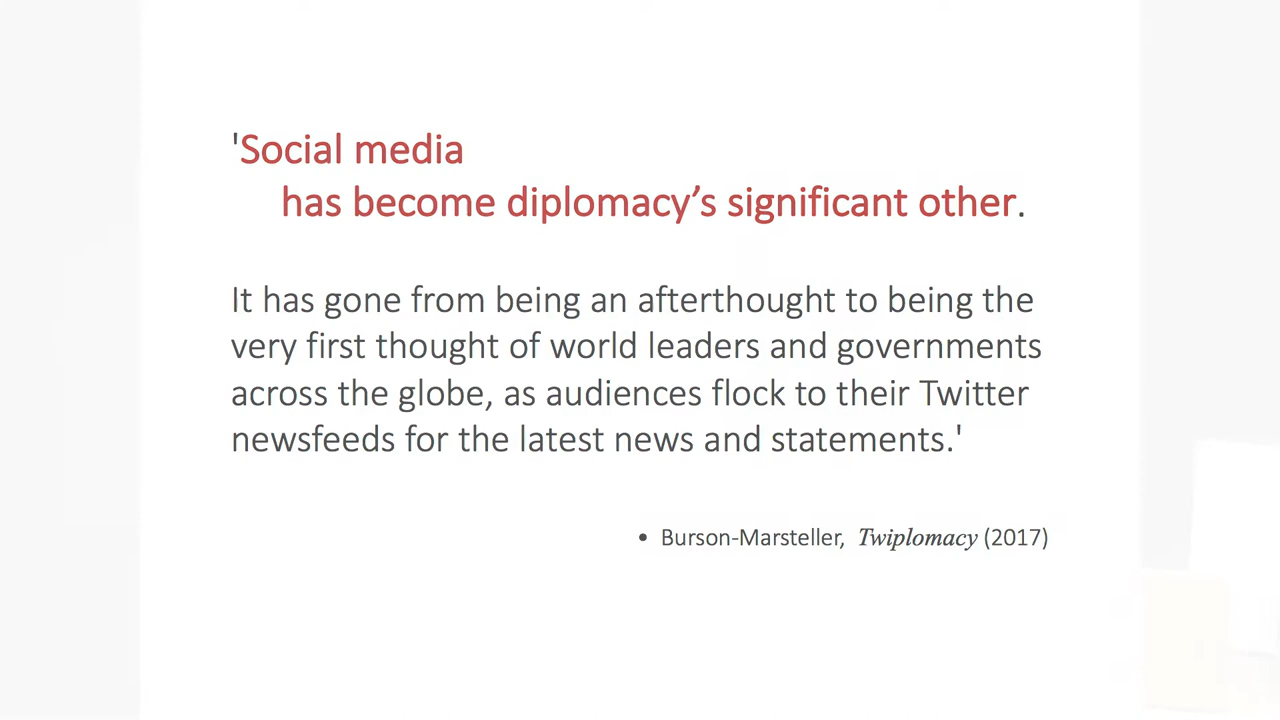 'Social media
has become diplomacy’s significant other.
It has gone from being an afterthought to being the
very first thought of world leaders and governments
across the globe, as audiences flock to their Twitter
newsfeeds for the latest news and statements.'
• Burson-Marsteller, Twiplomacy (2017)